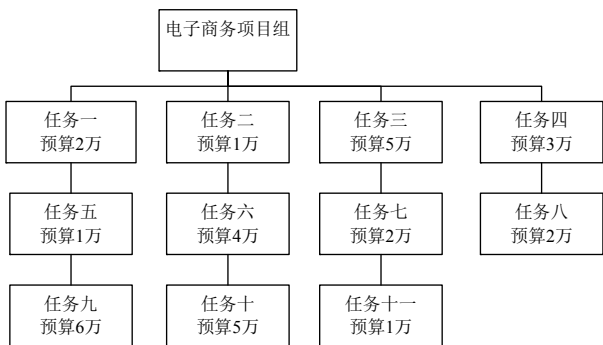 电子商务项目组
任务一
预算2万
任务二
预算1万
任务三
预算5万
任务四
预算3万
任务五
预算1万
任务六
预算4万
任务七
预算2万
任务八
预算2万
任务九
预算6万
任务十
预算5万
任务十一
预算1万